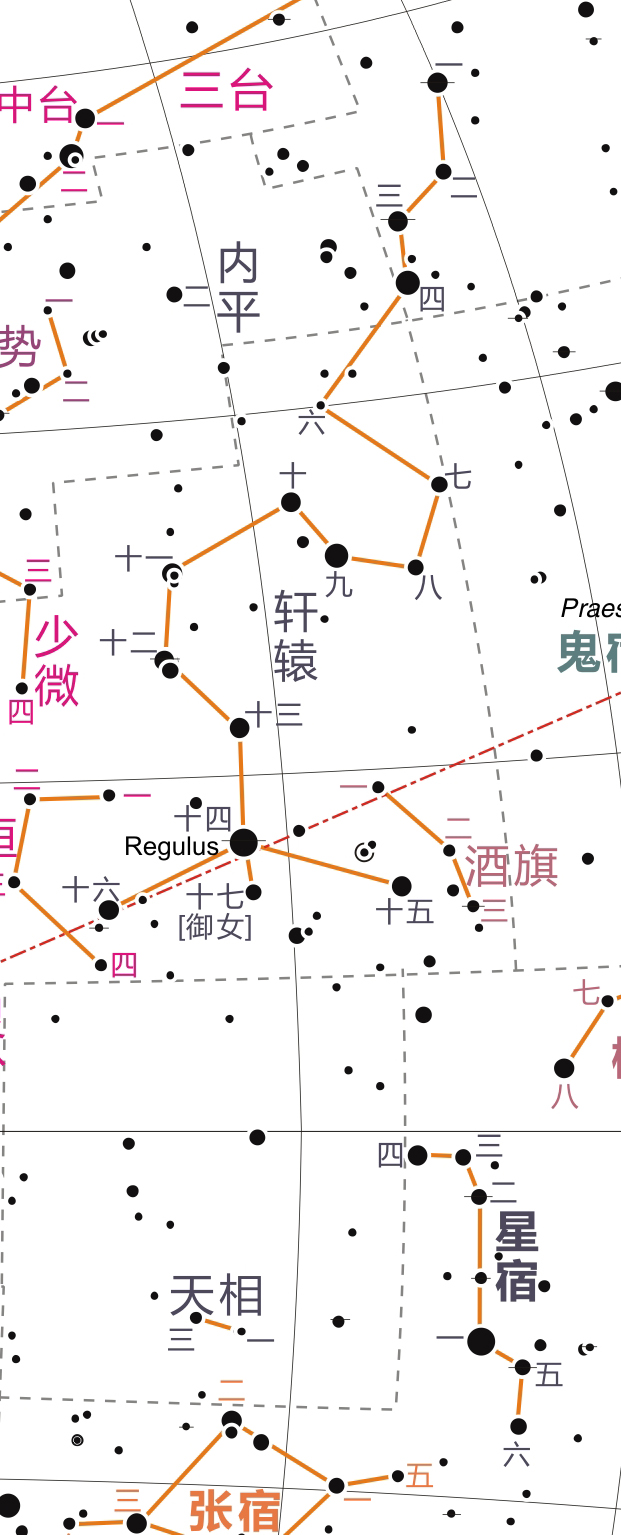 一
三台
中台
一
二
二
三
内
平
二
四
一
势
二
六
十
七
十一
九
八
三
轩
辕
Praes
鬼宿
少
微
十二
四
十三
二
一
一
十四
二
Regulus
酒旗
十六
十七
十五
三
[御女]
四
七
八
四
三
二
星
宿
天相
三
一
一
五
二
六
五
三
张宿
一